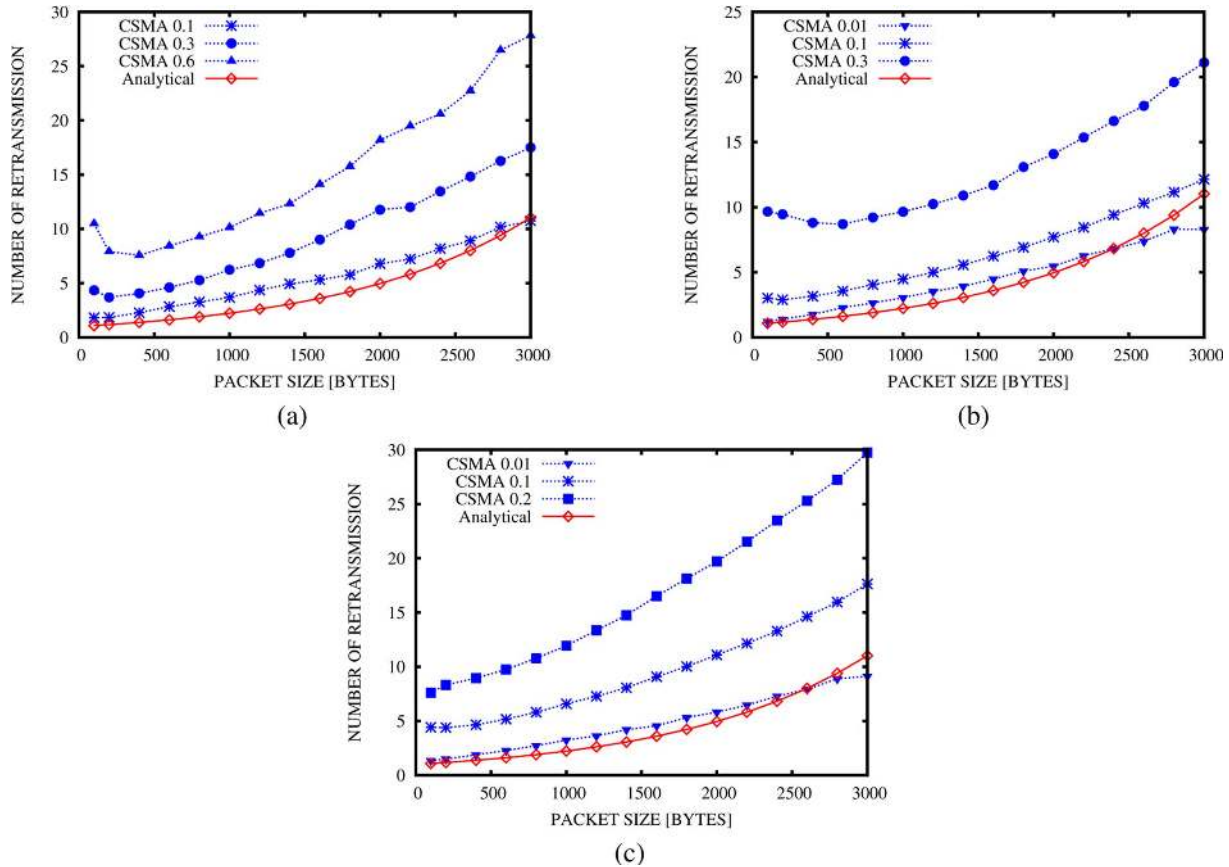 30
25
20
15
10
5
0
NUMBER OF RETRANSMISSION
CSMA 0.1
CSMA 0.3
CSMA 0.6
Analytical
0 500 1000 1500 2000 2500 3000
PACKET SIZE [BYTES]
(a)
25
20
15
10
5
0
NUMBER OF RETRANSMISSION
CSMA 0.01
CSMA 0.1
CSMA 0.3
Analytical
0 500 1000 1500 2000 2500 3000
PACKET SIZE [BYTES]
(b)
30
25
20
15
10
5
0
NUMBER OF RETRANSMISSION
CSMA 0.01
CSMA 0.1
CSMA 0.2
Analytical
0 500 1000 1500 2000 2500 3000
PACKET SIZE [BYTES]
(c)